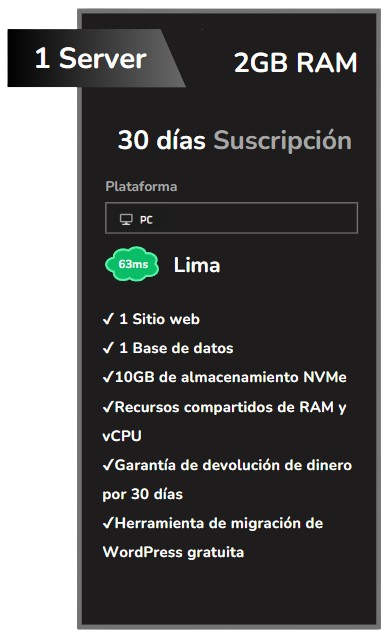 1 Server
2GB RAM
30 días Suscripción
Plataforma
PC
63ms
Lima
✓ 1 Sitio web
✓ 1 Base de datos
✓10GB de almacenamiento NVMe
✓Recursos compartidos de RAM y
vCPU
✓Garantía de devolución de dinero
por 30 días
✓Herramienta de migración de
WordPress gratuita